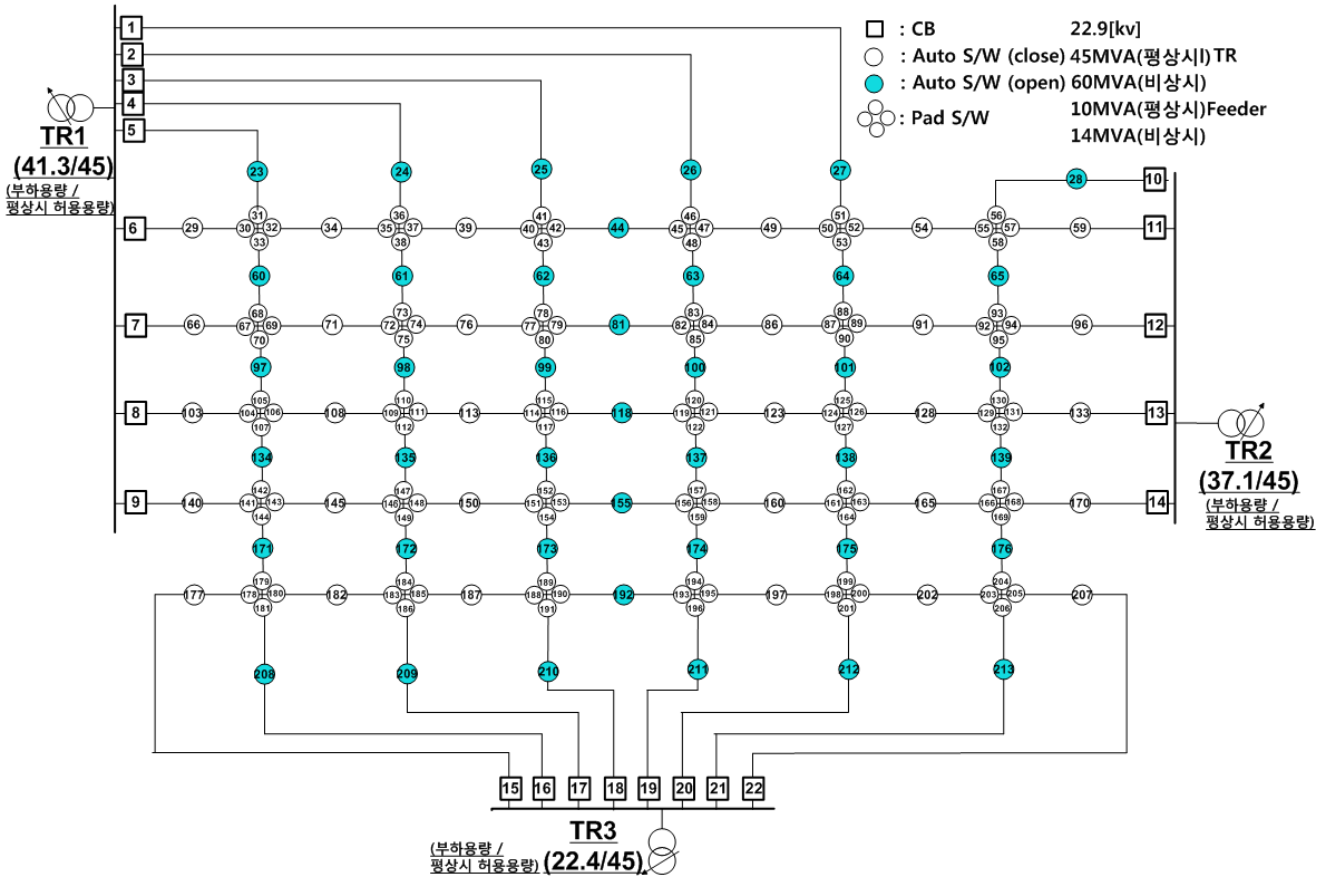 1
: CB
22.9[kv]
2
: Auto S/W (close)
45MVA(평상시I) TR
3
: Auto S/W (open)
60MVA(비상시)
4
: Pad S/W
10MVA(평상시)Feeder
5
14MVA(비상시)
TR1
(41.3/45)
(부하용량 /
평상시 허용용량)
23 24 25 26 27 28 10
31 36 41 46 51 56
6 29 30 32 34 35 37 39 40 42 44 45 47 49 50 52 54 55 57 59 11
33 38 43 48 53 58
60 61 62 63 64 65
68 73 78 83 88 93
7 66 67 69 71 72 74 76 77 79 81 82 84 86 87 89 91 92 94 96 12
70 75 80 85 90 95
97 98 99 100 101 102
105 110 115 120 125 130
8 103 104 106 108 109 111 113 114 116 118 119 121 123 124 126 128 129 131 133 13
107 112 117 122 127 132
134 135 136 137 138 139
TR2
(37.1/45)
(부하용량 /
평상시 허용용량)
142 147 152 157 162 167
9 140 141 143 145 146 148 150 151 153 155 156 158 160 161 163 165 166 168 170 14
144 149 154 159 164 169
171 172 173 174 175 176
179 184 189 194 199 204
177 178 180 182 183 185 187 188 190 192 193 195 197 198 200 202 203 205 207
181 186 191 196 201 206
208 209 210 211 212 213
15 16 17 18 19 20 21 22
TR3
(부하용량 /
평상시 허용용량)
(22.4/45)